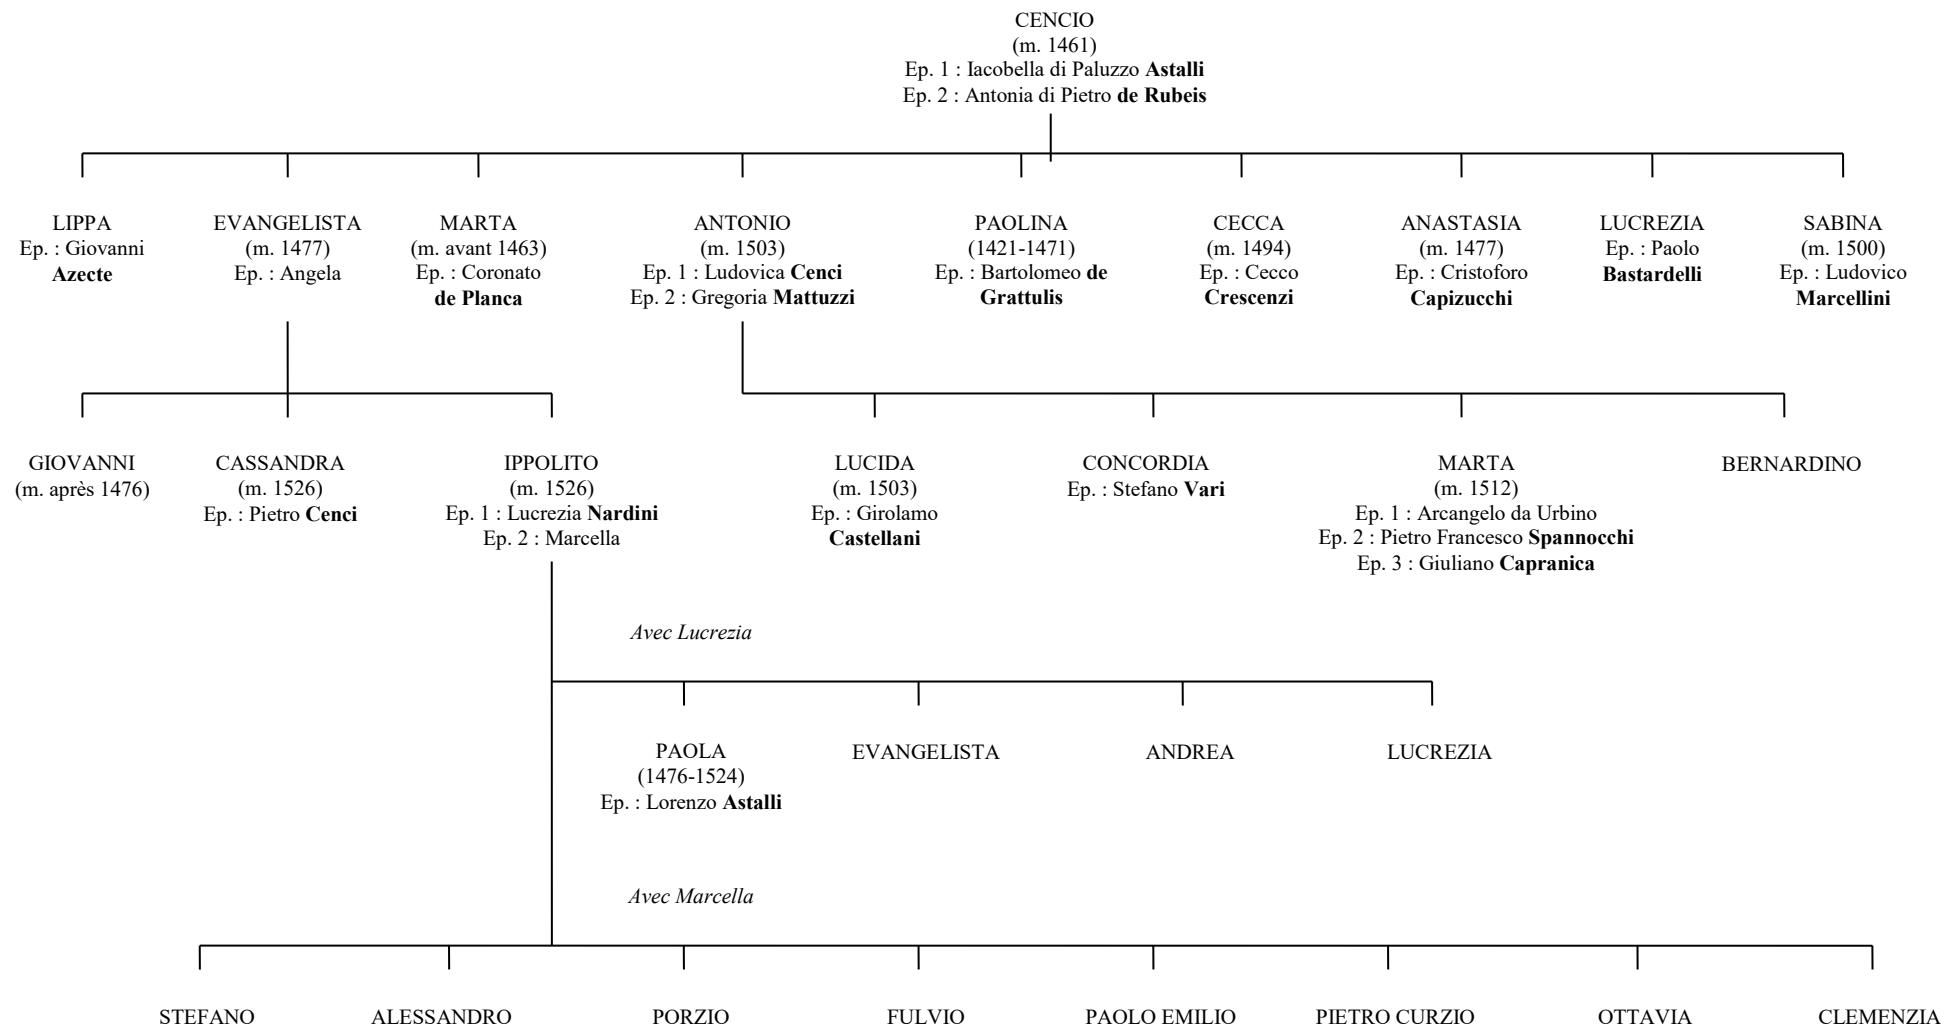 CENCIO
(m. 1461)
Ep. 1 : Iacobella di Paluzzo Astalli
Ep. 2 : Antonia di Pietro de Rubeis
LIPPA
Ep. : Giovanni
Azecte
EVANGELISTA
(m. 1477)
Ep. : Angela
MARTA
(m. avant 1463)
Ep. : Coronato
de Planca
ANTONIO
(m. 1503)
Ep. 1 : Ludovica Cenci
Ep. 2 : Gregoria Mattuzzi
PAOLINA
(1421-1471)
Ep. : Bartolomeo de
Grattulis
CECCA
(m. 1494)
Ep. : Cecco
Crescenzi
ANASTASIA
(m. 1477)
Ep. : Cristoforo
Capizucchi
LUCREZIA
Ep. : Paolo
Bastardelli
SABINA
(m. 1500)
Ep. : Ludovico
Marcellini
GIOVANNI
(m. après 1476)
CASSANDRA
(m. 1526)
Ep. : Pietro Cenci
IPPOLITO
(m. 1526)
Ep. 1 : Lucrezia Nardini
Ep. 2 : Marcella
LUCIDA
(m. 1503)
Ep. : Girolamo
Castellani
CONCORDIA
Ep. : Stefano Vari
MARTA
(m. 1512)
Ep. 1 : Arcangelo da Urbino
Ep. 2 : Pietro Francesco Spannocchi
Ep. 3 : Giuliano Capranica
BERNARDINO
Avec Lucrezia
PAOLA
(1476-1524)
Ep. : Lorenzo Astalli
EVANGELISTA
ANDREA
LUCREZIA
Avec Marcella
STEFANO
ALESSANDRO
PORZIO
FULVIO
PAOLO EMILIO
PIETRO CURZIO
OTTAVIA
CLEMENZIA